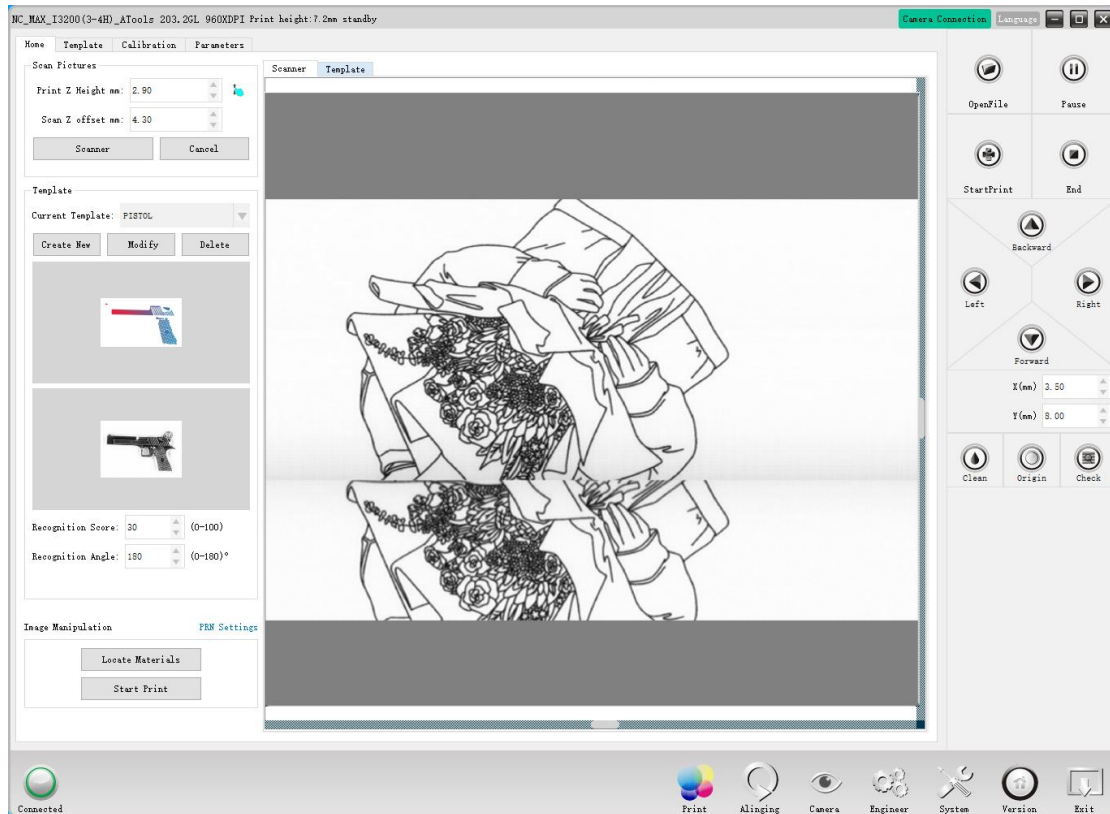 NC_MAX_I3200(3-4H)_ATools 203.2GL 960XDPI Print height:7.2mm standby
Camera Connection
Language
Home
Template
Calibration
Parameters
Scan Pictures
Print Z Height mm: 2.90
Scan Z offset mm: 4.30
Scanner
Cancel
Template
Current Template: PISTOL
Create New
Modify
Delete
Recognition Score: 30 (0-100)
Recognition Angle: 180 (0-180)°
Image Manipulation
PRN Settings
Locate Materials
Start Print
Scanner
Template
OpenFile
Pause
StartPrint
End
Backward
Left
Right
Forward
X(mm) 3.50
Y(mm) 8.00
Clean
Origin
Check
Connected
Print
Alinging
Camera
Engineer
System
Version
Exit